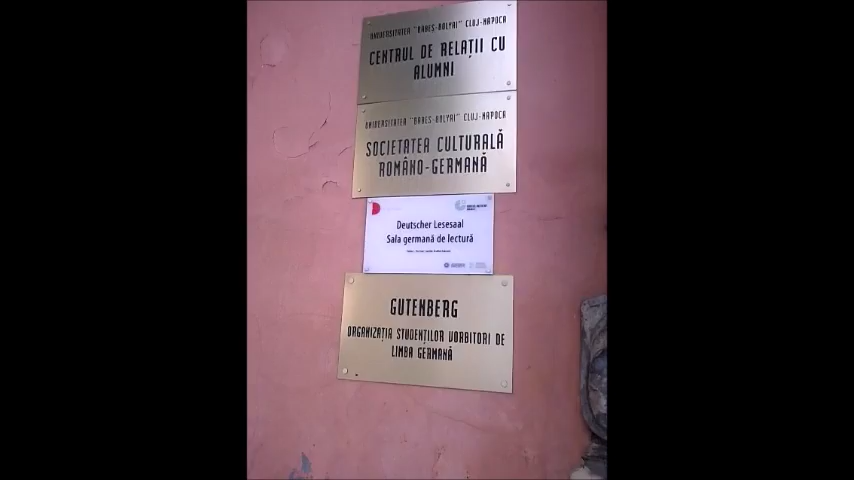 UNIVERSITATEA "BABEŞ-BOLYAI" CLUJ-NAPOCA
CENTRUL DE RELAŢII CU
ALUMNI
UNIVERSITATEA "BABEŞ-BOLYAI" CLUJ-NAPOCA
SOCIETATEA CULTURALĂ
ROMÂNO-GERMANĂ
Deutscher Lesesaal
Sala germană de lectură
GUTENBERG
ORGANIZAŢIA STUDENŢILOR VORBITORI DE
LIMBA GERMANĂ